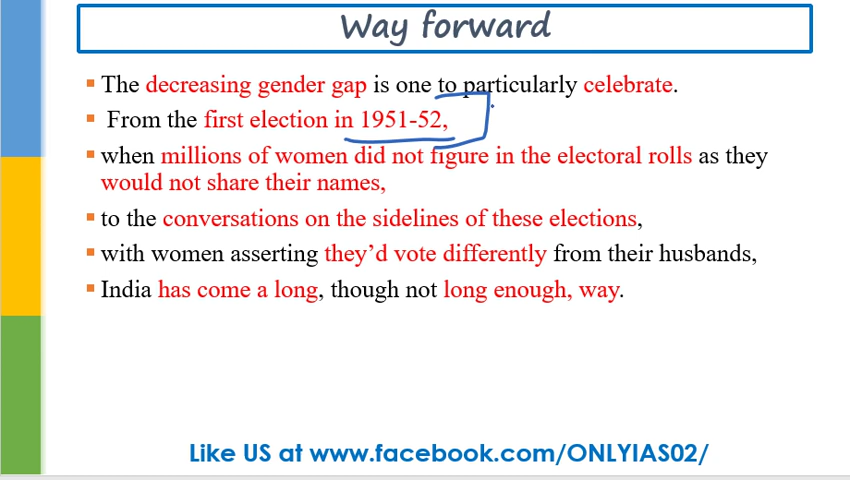 Way forward
The decreasing gender gap is one to particularly celebrate.
From the first election in 1951-52,
when millions of women did not figure in the electoral rolls as they
would not share their names,
to the conversations on the sidelines of these elections,
with women asserting they’d vote differently from their husbands,
India has come a long, though not long enough, way.
Like US at www.facebook.com/ONLYIAS02/